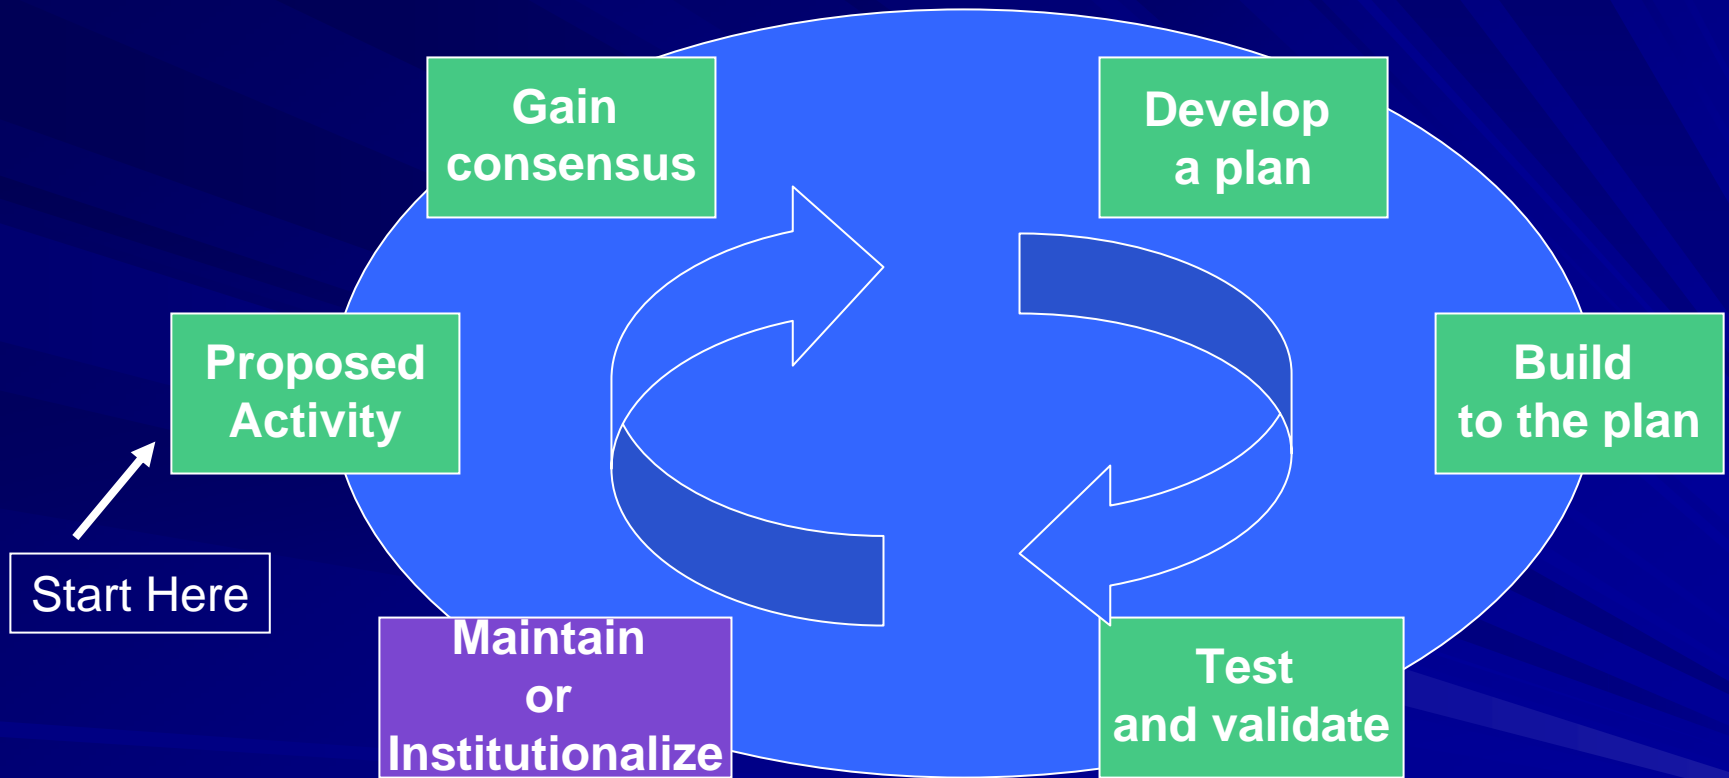 Gain
consensus
Develop
a plan
Proposed
Activity
Build
to the plan
Start Here
Maintain
or
Institutionalize
Test
and validate